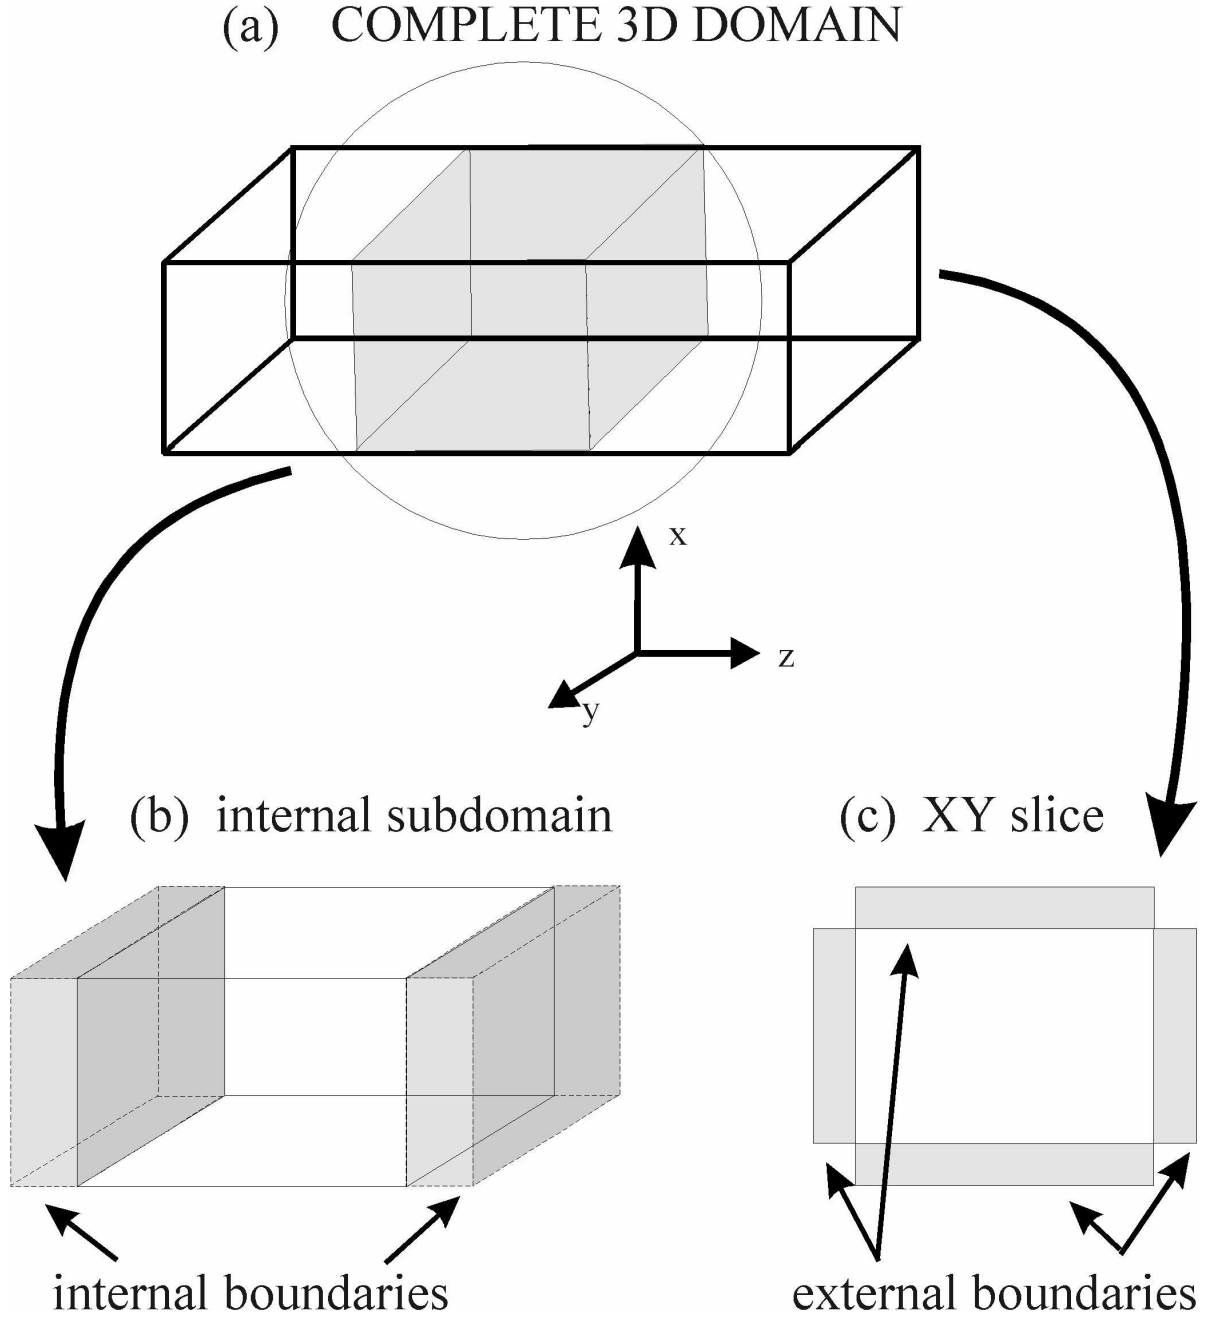 (a) COMPLETE 3D DOMAIN
x
z
y
(b) internal subdomain
(c) XY slice
internal boundaries
external boundaries